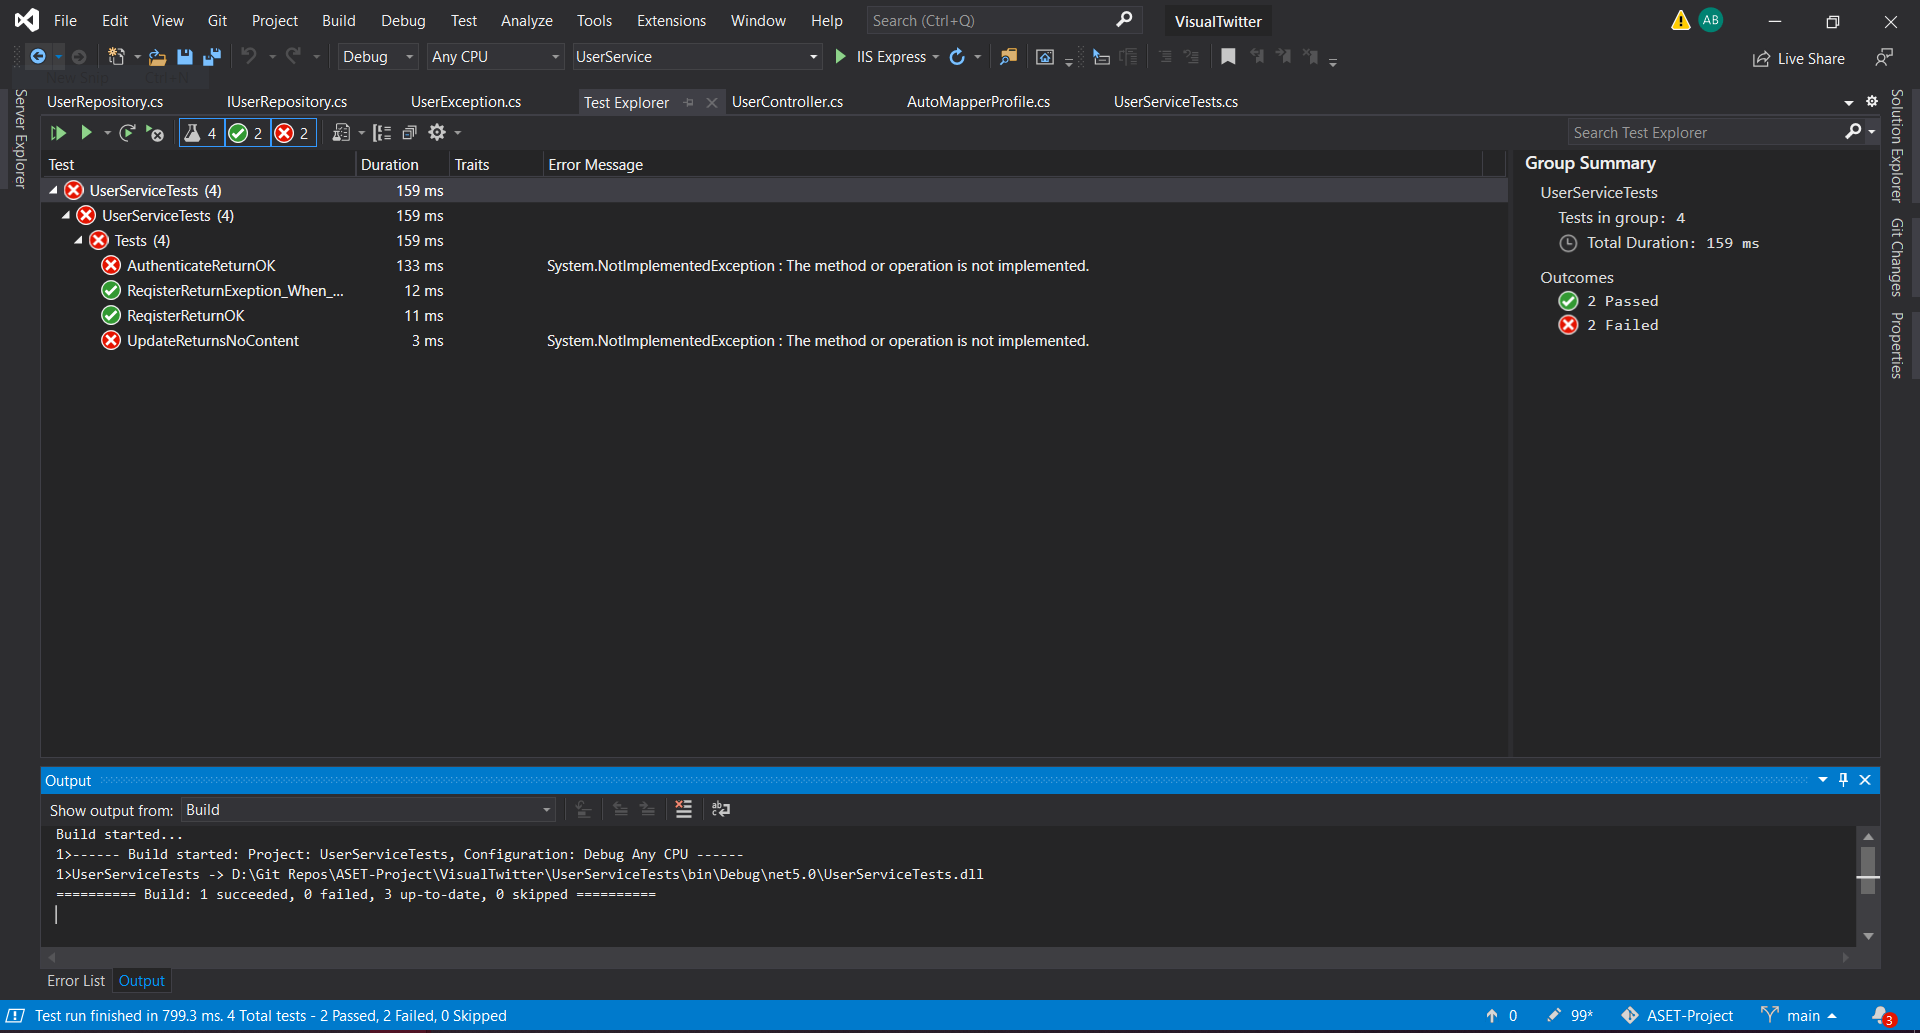 File Edit View Git Project Build Debug Test Analyze Tools Extensions Window Help Search (Ctrl+Q) VisualTwitter AB
Debug Any CPU UserService IIS Express Live Share
New Snip Ctrl+N
UserRepository.cs IUserRepository.cs UserException.cs Test Explorer UserController.cs AutoMapperProfile.cs UserServiceTests.cs
Server Explorer
4 2 2 Search Test Explorer
Test Duration Traits Error Message
UserServiceTests (4) 159 ms
UserServiceTests (4) 159 ms
Tests (4) 159 ms
AuthenticateReturnOK 133 ms System.NotImplementedException : The method or operation is not implemented.
ReqisterReturnExeption_When_... 12 ms
ReqisterReturnOK 11 ms
UpdateReturnsNoContent 3 ms System.NotImplementedException : The method or operation is not implemented.
Group Summary
UserServiceTests
Tests in group: 4
Total Duration: 159 ms
Outcomes
2 Passed
2 Failed
Solution Explorer
Git Changes
Properties
Output
Show output from: Build
Build started...
1>------ Build started: Project: UserServiceTests, Configuration: Debug Any CPU ------
1>UserServiceTests -> D:\Git Repos\ASET-Project\VisualTwitter\UserServiceTests\bin\Debug\net5.0\UserServiceTests.dll
========== Build: 1 succeeded, 0 failed, 3 up-to-date, 0 skipped ==========
Error List Output
Test run finished in 799.3 ms. 4 Total tests - 2 Passed, 2 Failed, 0 Skipped 0 99* ASET-Project main 3